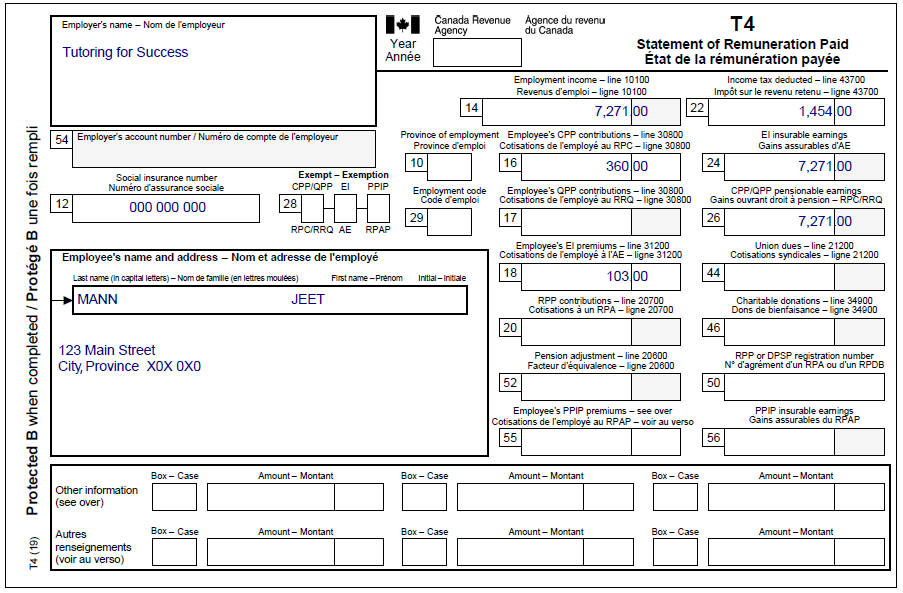 Employer's name – Nom de l'employeur
Tutoring for Success
Canada Revenue Agency
Agence du revenu du Canada
Year
Année
T4
Statement of Remuneration Paid
État de la rémunération payée
Employment income – line 10100
Revenus d'emploi – ligne 10100
14 7,271.00
Income tax deducted – line 43700
Impôt sur le revenu retenu – ligne 43700
22 1,454.00
54 Employer's account number / Numéro de compte de l'employeur
Province of employment
Province d'emploi
10
Employee's CPP contributions – line 30800
Cotisations de l'employé au RPC – ligne 30800
16 360.00
EI insurable earnings
Gains assurables d'AE
24 7,271.00
Social insurance number
Numéro d'assurance sociale
12 000 000 000
Exempt – Exemption
CPP/QPP EI PPIP
28
RPC/RRQ AE RPAP
Employment code
Code d'emploi
29
Employee's QPP contributions – line 30800
Cotisations de l'employé au RRQ – ligne 30800
17
CPP/QPP pensionable earnings
Gains ouvrant droit à pension – RPC/RRQ
26 7,271.00
Employee's name and address – Nom et adresse de l'employé
Last name (in capital letters) – Nom de famille (en lettres moulées) First name – Prénom Initial – Initiale
MANN JEET
123 Main Street
City, Province X0X 0X0
Employee's EI premiums – line 31200
Cotisations de l'employé à l'AE – ligne 31200
18 103.00
Union dues – line 21200
Cotisations syndicales – ligne 21200
44
RPP contributions – line 20700
Cotisations à un RPA – ligne 20700
20
Charitable donations – line 34900
Dons de bienfaisance – ligne 34900
46
Pension adjustment – line 20600
Facteur d'équivalence – ligne 20600
52
RPP or DPSP registration number
N° d'agrément d'un RPA ou d'un RPDB
50
Employee's PPIP premiums – see over
Cotisations de l'employé au RPAP – voir au verso
55
PPIP insurable earnings
Gains assurables du RPAP
56
Other information
(see over)
Box – Case Amount – Montant Box – Case Amount – Montant Box – Case Amount – Montant
Autres
renseignements
(voir au verso)
Box – Case Amount – Montant Box – Case Amount – Montant Box – Case Amount – Montant
Protected B when completed / Protégé B une fois rempli
T4 (19)